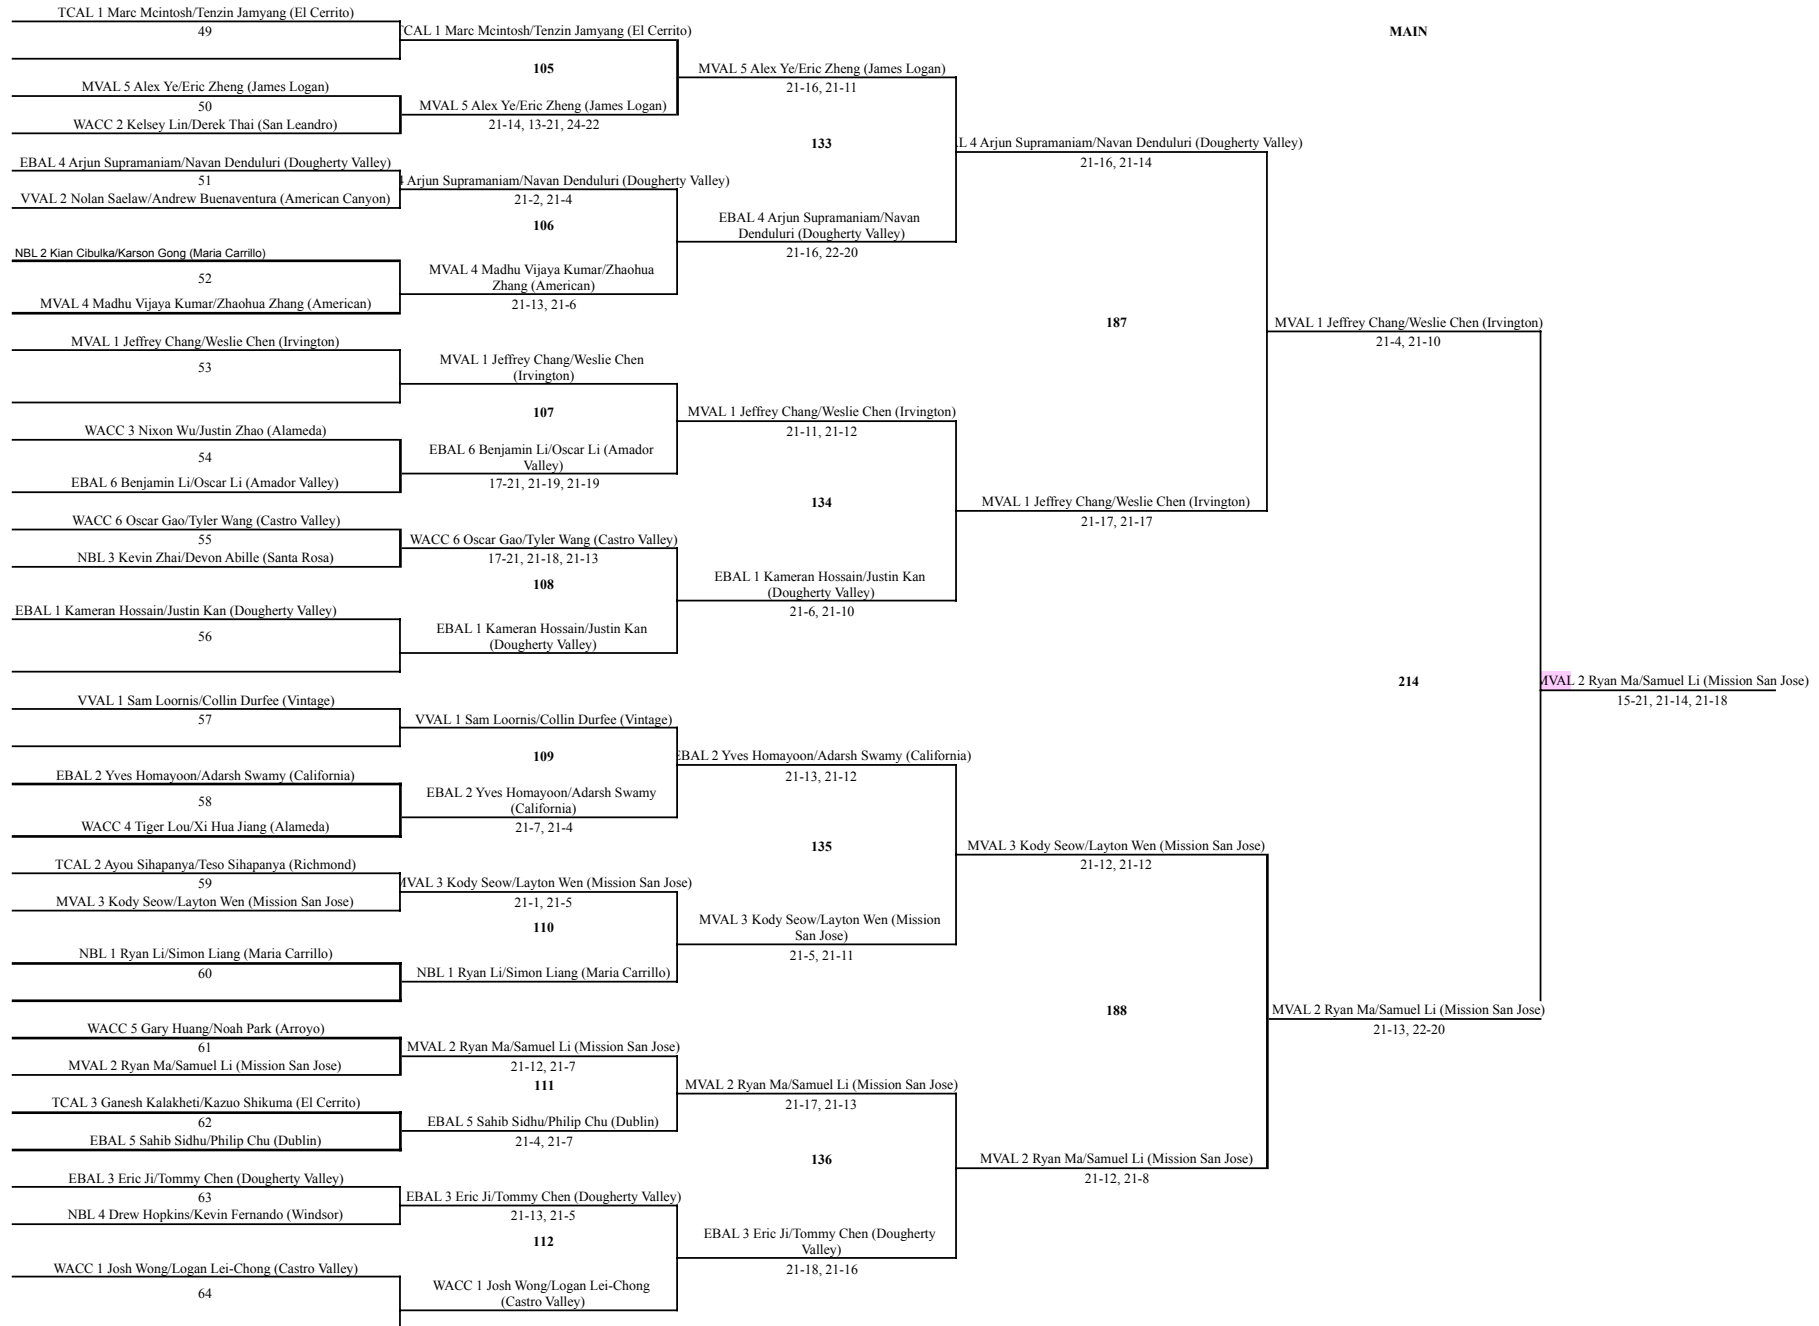 TCAL 1 Marc Mcintosh/Tenzin Jamyang (El Cerrito)
49
MVAL 5 Alex Ye/Eric Zheng (James Logan)
50
WACC 2 Kelsey Lin/Derek Thai (San Leandro)
EBAL 4 Arjun Supramaniam/Navan Denduluri (Dougherty Valley)
51
VVAL 2 Nolan Saelaw/Andrew Buenaventura (American Canyon)
NBL 2 Kian Cibulka/Karson Gong (Maria Carrillo)
52
MVAL 4 Madhu Vijaya Kumar/Zhaohua Zhang (American)
MVAL 1 Jeffrey Chang/Weslie Chen (Irvington)
53
WACC 3 Nixon Wu/Justin Zhao (Alameda)
54
EBAL 6 Benjamin Li/Oscar Li (Amador Valley)
WACC 6 Oscar Gao/Tyler Wang (Castro Valley)
55
NBL 3 Kevin Zhai/Devon Abille (Santa Rosa)
EBAL 1 Kameran Hossain/Justin Kan (Dougherty Valley)
56
VVAL 1 Sam Loornis/Collin Durfee (Vintage)
57
EBAL 2 Yves Homayoon/Adarsh Swamy (California)
58
WACC 4 Tiger Lou/Xi Hua Jiang (Alameda)
TCAL 2 Ayou Sihapanya/Teso Sihapanya (Richmond)
59
MVAL 3 Kody Seow/Layton Wen (Mission San Jose)
NBL 1 Ryan Li/Simon Liang (Maria Carrillo)
60
WACC 5 Gary Huang/Noah Park (Arroyo)
61
MVAL 2 Ryan Ma/Samuel Li (Mission San Jose)
TCAL 3 Ganesh Kalakheti/Kazuo Shikuma (El Cerrito)
62
EBAL 5 Sahib Sidhu/Philip Chu (Dublin)
EBAL 3 Eric Ji/Tommy Chen (Dougherty Valley)
63
NBL 4 Drew Hopkins/Kevin Fernando (Windsor)
WACC 1 Josh Wong/Logan Lei-Chong (Castro Valley)
64
TCAL 1 Marc Mcintosh/Tenzin Jamyang (El Cerrito)
105
MVAL 5 Alex Ye/Eric Zheng (James Logan)
21-14, 13-21, 24-22
4 Arjun Supramaniam/Navan Denduluri (Dougherty Valley)
21-2, 21-4
106
MVAL 4 Madhu Vijaya Kumar/Zhaohua
Zhang (American)
21-13, 21-6
MVAL 1 Jeffrey Chang/Weslie Chen
(Irvington)
107
EBAL 6 Benjamin Li/Oscar Li (Amador
Valley)
17-21, 21-19, 21-19
WACC 6 Oscar Gao/Tyler Wang (Castro Valley)
17-21, 21-18, 21-13
108
EBAL 1 Kameran Hossain/Justin Kan
(Dougherty Valley)
VVAL 1 Sam Loornis/Collin Durfee (Vintage)
109
EBAL 2 Yves Homayoon/Adarsh Swamy
(California)
21-7, 21-4
MVAL 3 Kody Seow/Layton Wen (Mission San Jose)
21-1, 21-5
110
NBL 1 Ryan Li/Simon Liang (Maria Carrillo)
MVAL 2 Ryan Ma/Samuel Li (Mission San Jose)
21-12, 21-7
111
EBAL 5 Sahib Sidhu/Philip Chu (Dublin)
21-4, 21-7
EBAL 3 Eric Ji/Tommy Chen (Dougherty Valley)
21-13, 21-5
112
WACC 1 Josh Wong/Logan Lei-Chong
(Castro Valley)
MVAL 5 Alex Ye/Eric Zheng (James Logan)
21-16, 21-11
133
EBAL 4 Arjun Supramaniam/Navan
Denduluri (Dougherty Valley)
21-16, 22-20
MVAL 1 Jeffrey Chang/Weslie Chen (Irvington)
21-11, 21-12
134
EBAL 1 Kameran Hossain/Justin Kan
(Dougherty Valley)
21-6, 21-10
EBAL 2 Yves Homayoon/Adarsh Swamy (California)
21-13, 21-12
135
MVAL 3 Kody Seow/Layton Wen (Mission
San Jose)
21-5, 21-11
MVAL 2 Ryan Ma/Samuel Li (Mission San Jose)
21-17, 21-13
136
EBAL 3 Eric Ji/Tommy Chen (Dougherty
Valley)
21-18, 21-16
L 4 Arjun Supramaniam/Navan Denduluri (Dougherty Valley)
21-16, 21-14
187
MVAL 1 Jeffrey Chang/Weslie Chen (Irvington)
21-17, 21-17
MVAL 3 Kody Seow/Layton Wen (Mission San Jose)
21-12, 21-12
188
MVAL 2 Ryan Ma/Samuel Li (Mission San Jose)
21-12, 21-8
MAIN
MVAL 1 Jeffrey Chang/Weslie Chen (Irvington)
21-4, 21-10
214
MVAL 2 Ryan Ma/Samuel Li (Mission San Jose)
21-13, 22-20
MVAL 2 Ryan Ma/Samuel Li (Mission San Jose)
15-21, 21-14, 21-18